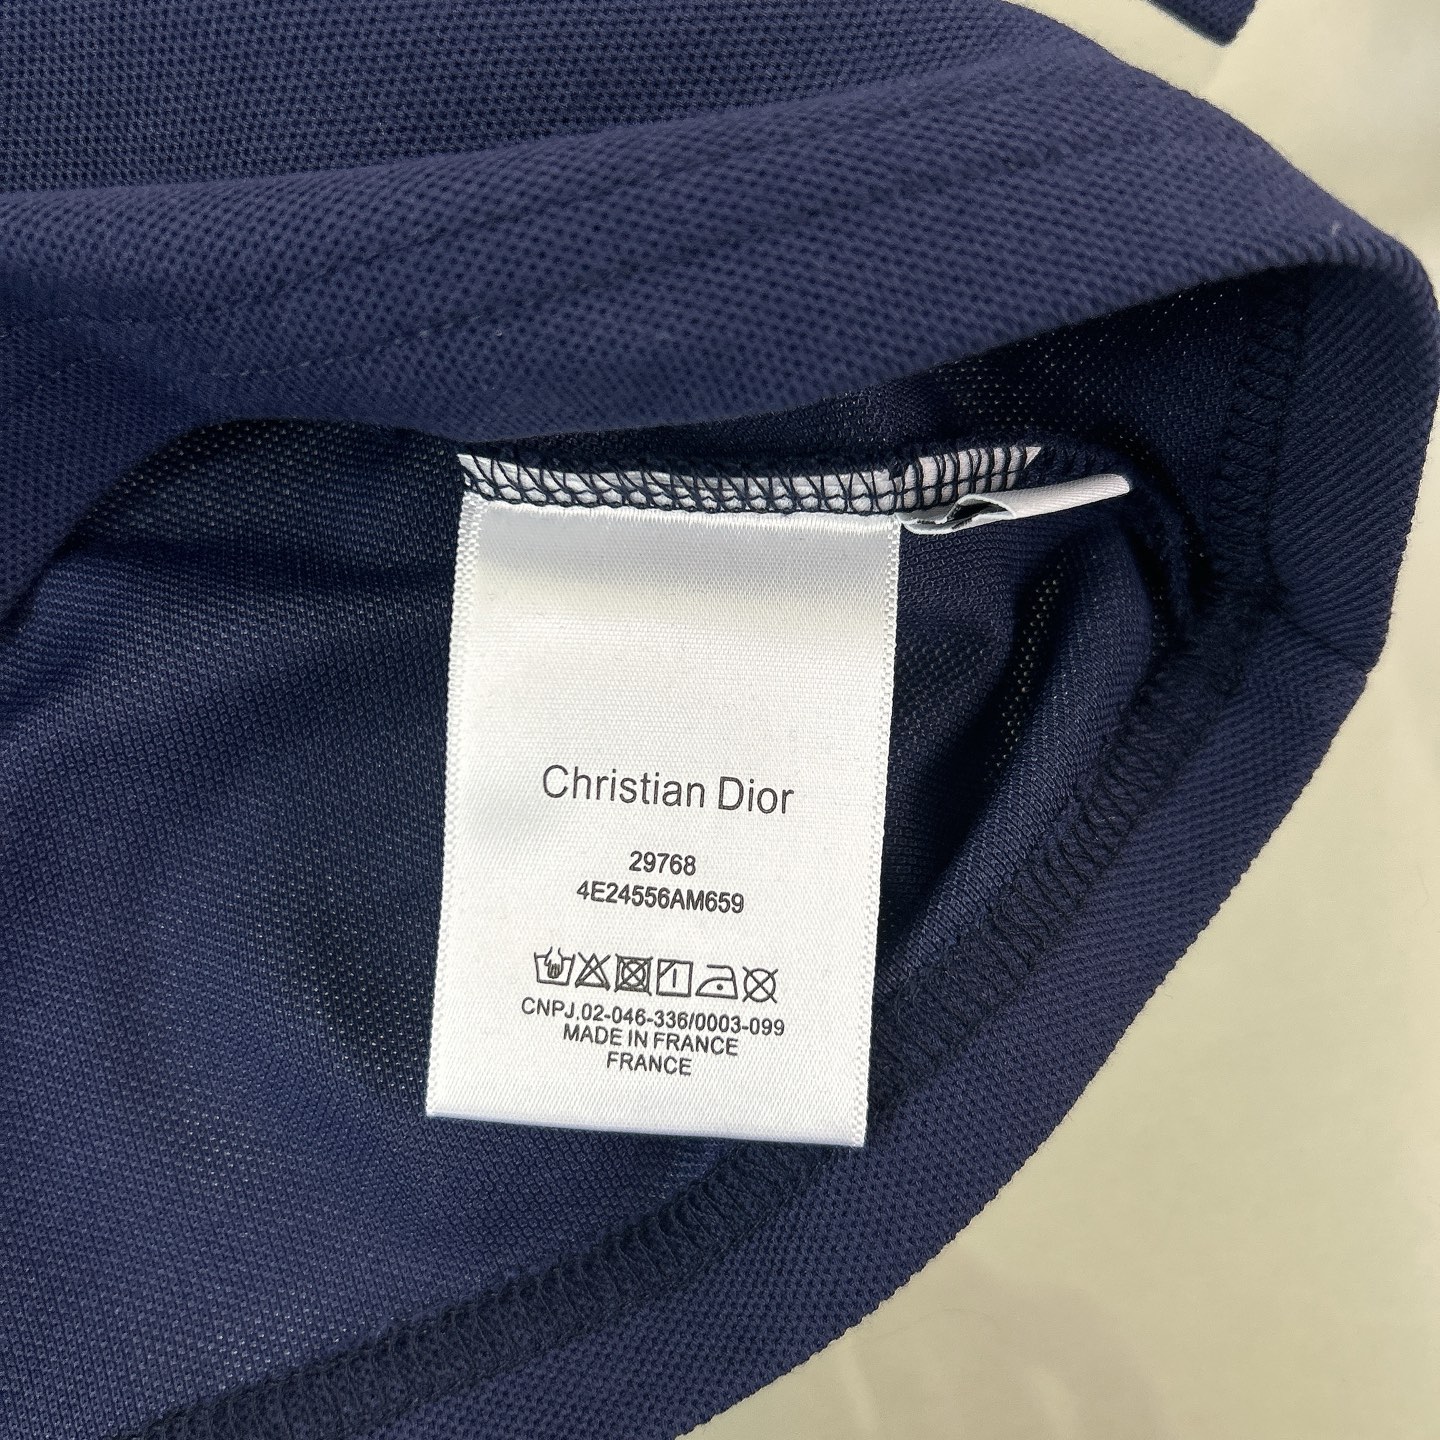 Christian Dior
29768
4E24556AM659
CNPJ.02-046-336/0003-099
MADE IN FRANCE
FRANCE